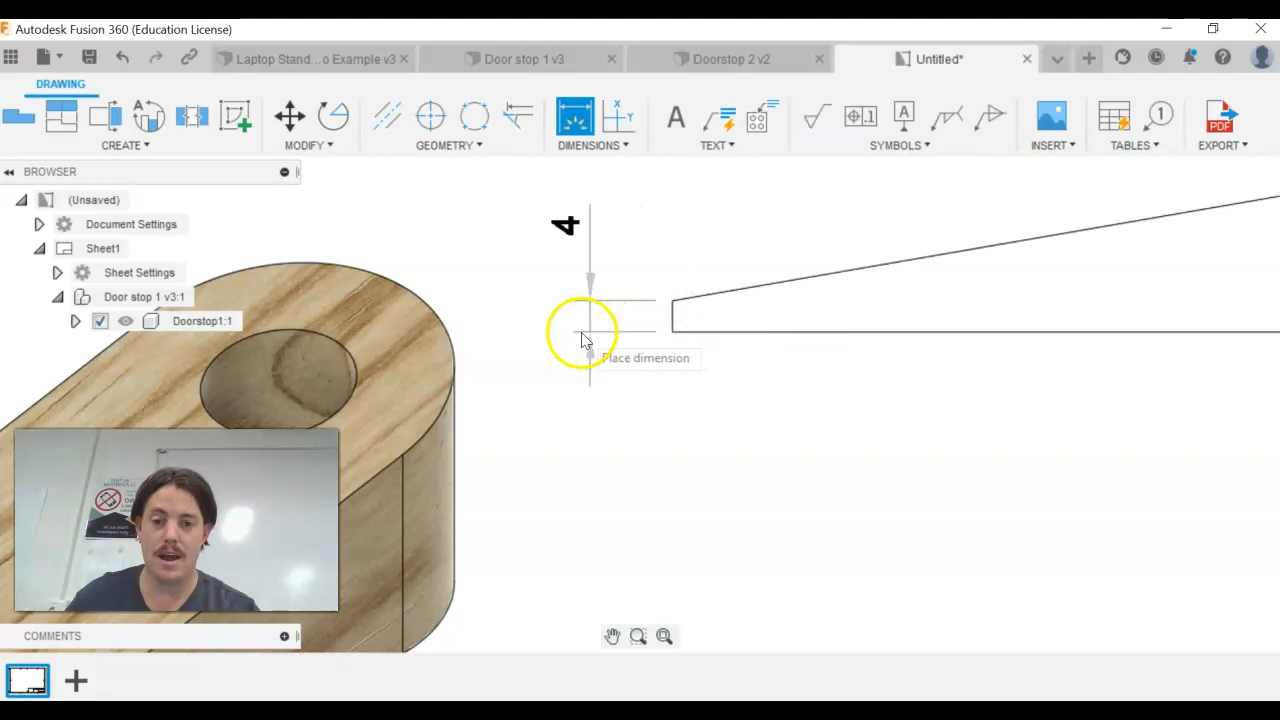 Autodesk Fusion 360 (Education License)
Laptop Stand...o Example v3
Door stop 1 v3
Doorstop 2 v2
Untitled*
DRAWING
CREATE
MODIFY
GEOMETRY
DIMENSIONS
TEXT
SYMBOLS
INSERT
TABLES
EXPORT
BROWSER
(Unsaved)
Document Settings
Sheet1
Sheet Settings
Door stop 1 v3:1
Doorstop1:1
4
Place dimension
COMMENTS